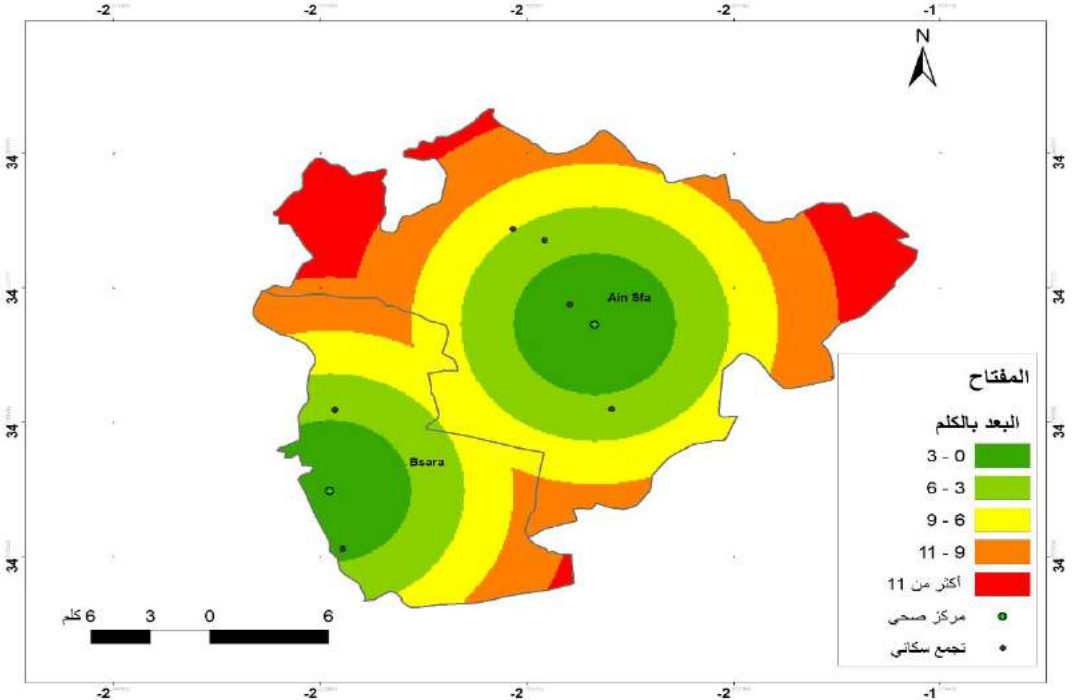 -2 -2 -2 -2 -1
N
34 34
34 34
34 34
34 34
Ain Sfa
Bsara
المفتاح
البعد بالكلم
3 - 0
6 - 3
9 - 6
11 - 9
أكثر من 11
مركز صحي
تجمع سكاني
6 3 0 6 كلم
-2 -2 -2 -2 -1